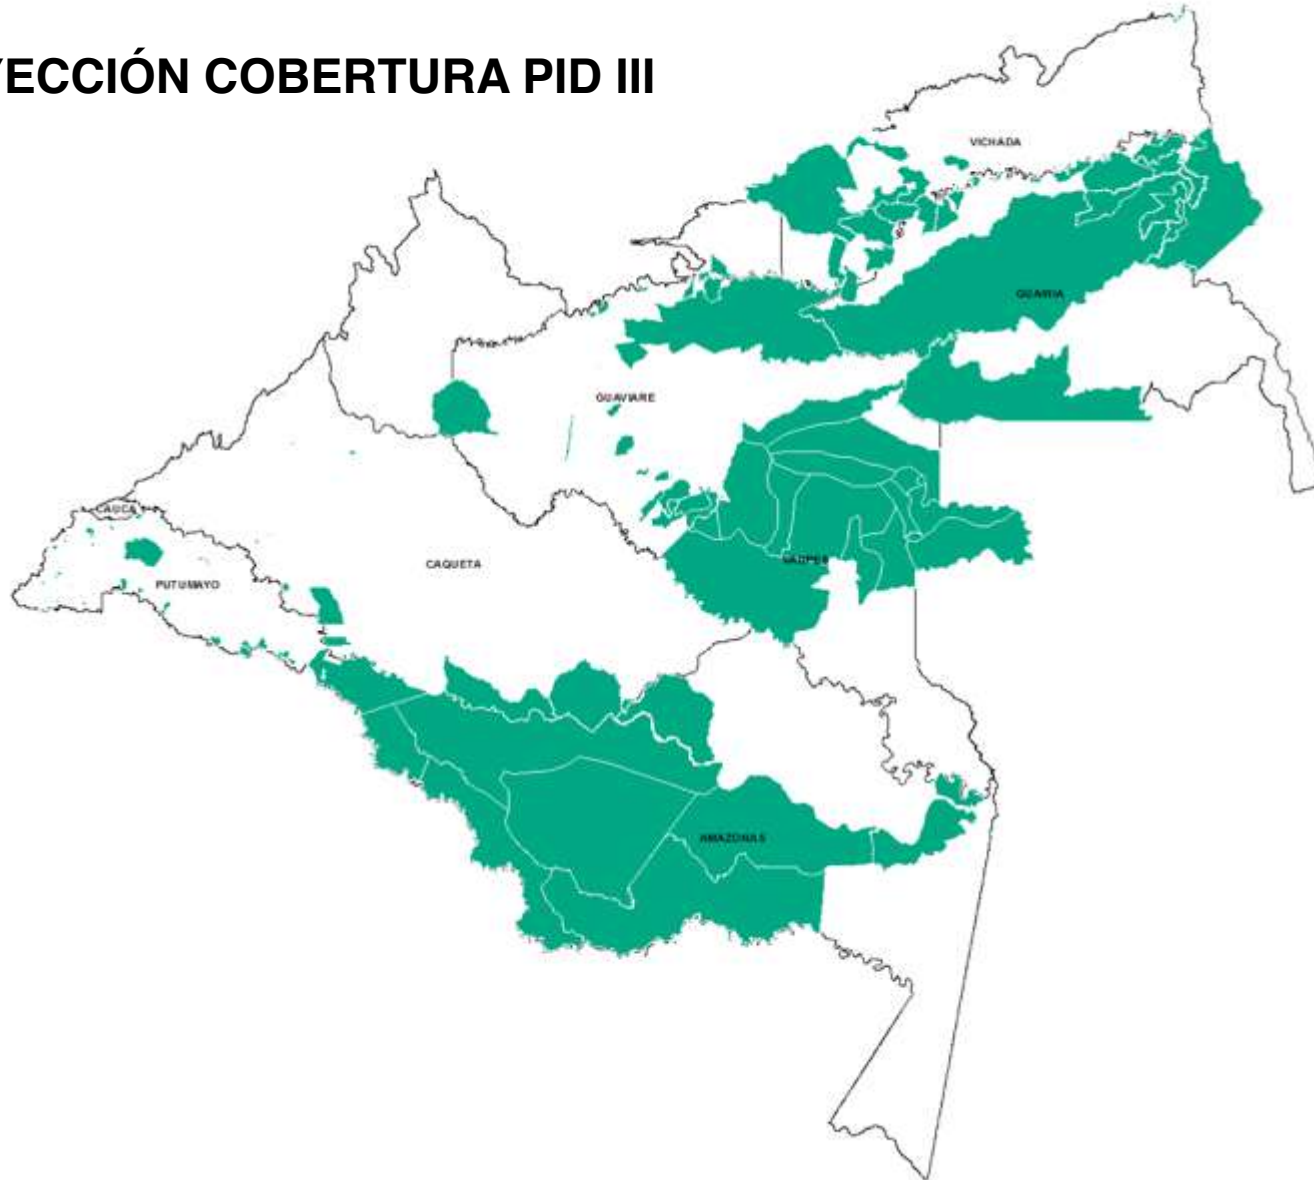 YECCIÓN COBERTURA PID III
VICHADA
GUAINIA
GUAVIARE
CAUCA
CAQUETA
VAUPES
PUTUMAYO
AMAZONAS